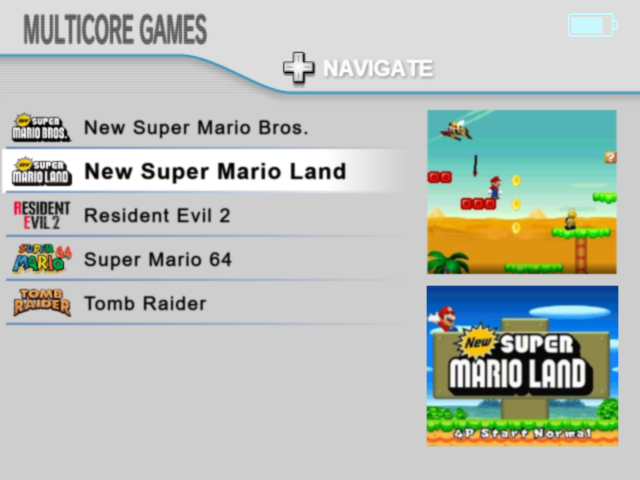 MULTICORE GAMES
NAVIGATE
New SUPER MARIO BROS. New Super Mario Bros.
New SUPER MARIO LAND New Super Mario Land
RESIDENT EVIL 2 Resident Evil 2
SUPER MARIO 64 Super Mario 64
TOMB RAIDER Tomb Raider
?
New SUPER
MARIO LAND
4P Start Normal